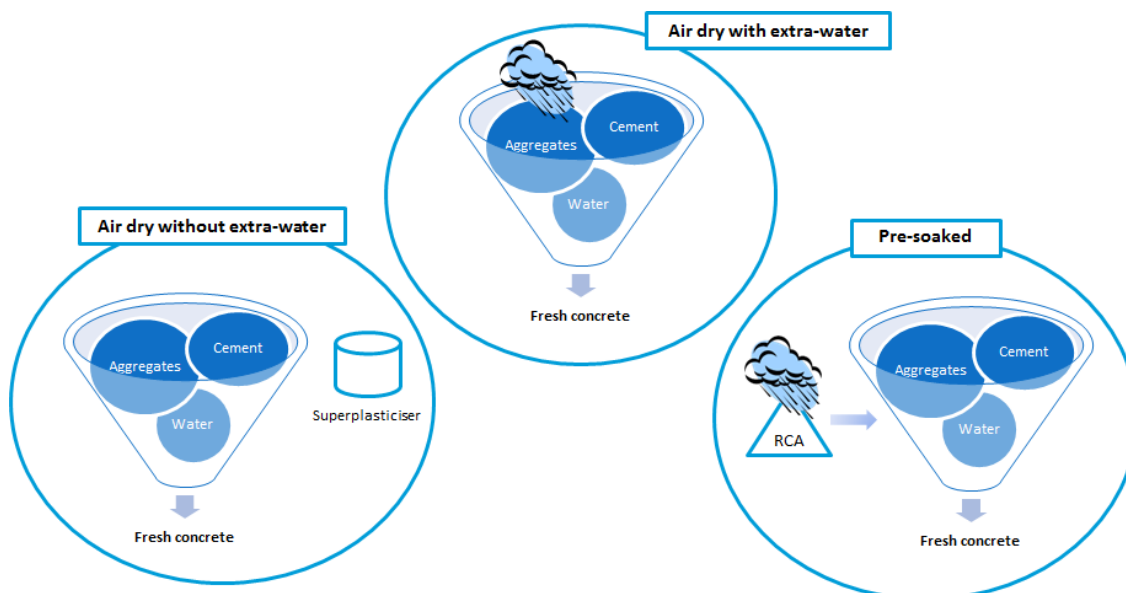 Air dry with extra-water
Aggregates
Cement
Water
Fresh concrete
Air dry without extra-water
Aggregates
Cement
Water
Superplasticiser
Fresh concrete
Pre-soaked
RCA
Aggregates
Cement
Water
Fresh concrete